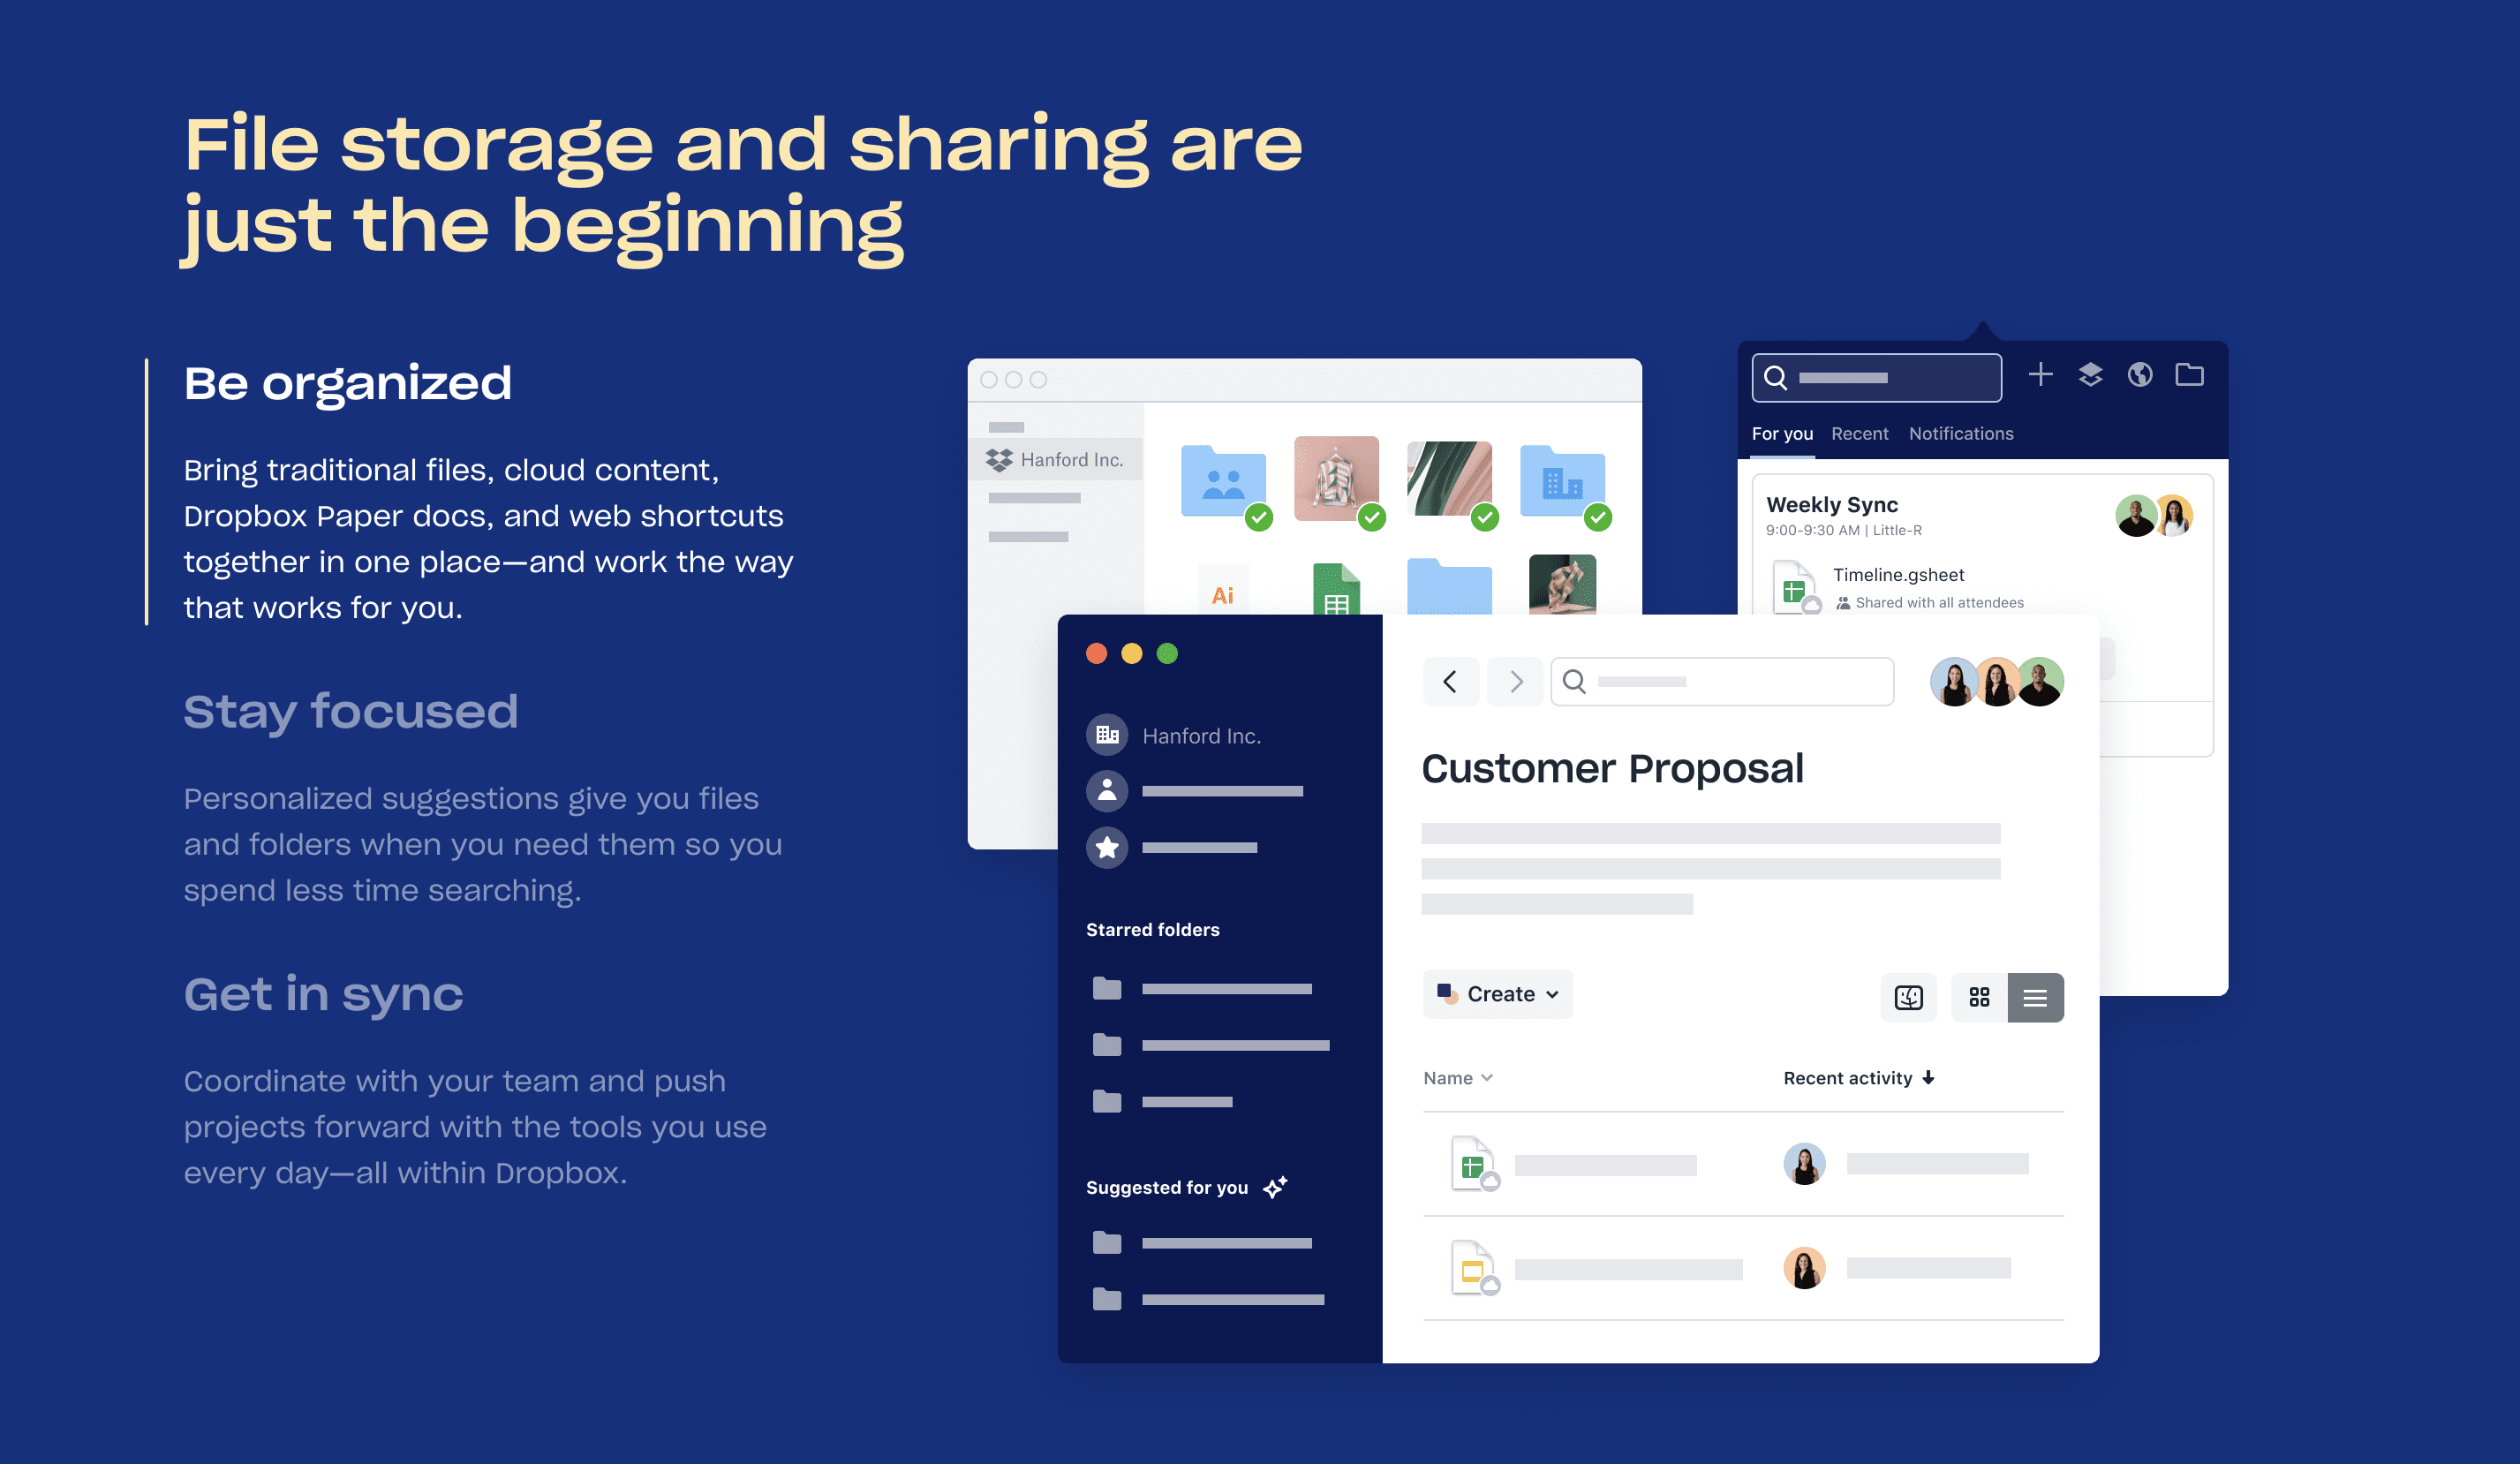 File storage and sharing are
just the beginning
Be organized
Bring traditional files, cloud content,
Dropbox Paper docs, and web shortcuts
together in one place—and work the way
that works for you.
Stay focused
Personalized suggestions give you files
and folders when you need them so you
spend less time searching.
Get in sync
Coordinate with your team and push
projects forward with the tools you use
every day—all within Dropbox.
Hanford Inc.
Ai
For you Recent Notifications
Weekly Sync
9:00-9:30 AM | Little-R
Timeline.gsheet
Shared with all attendees
Hanford Inc.
Starred folders
Suggested for you
Customer Proposal
Create
Name Recent activity